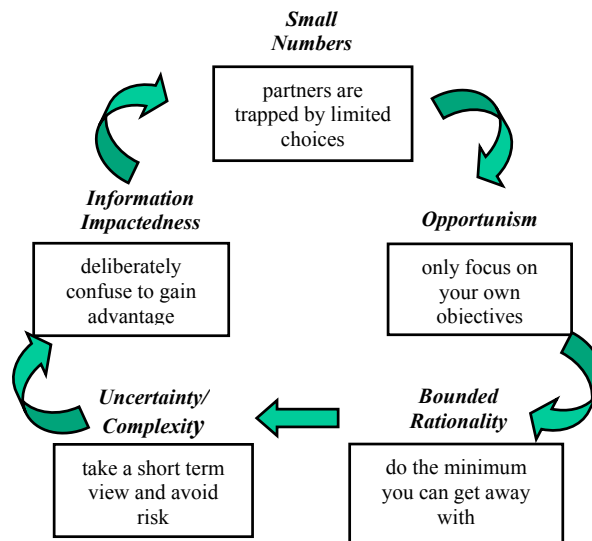 Small
Numbers
partners are
trapped by limited
choices
Information
Impactedness
Opportunism
deliberately
confuse to gain
advantage
only focus on
your own
objectives
Uncertainty/
Complexity
Bounded
Rationality
take a short term
view and avoid
risk
do the minimum
you can get away
with